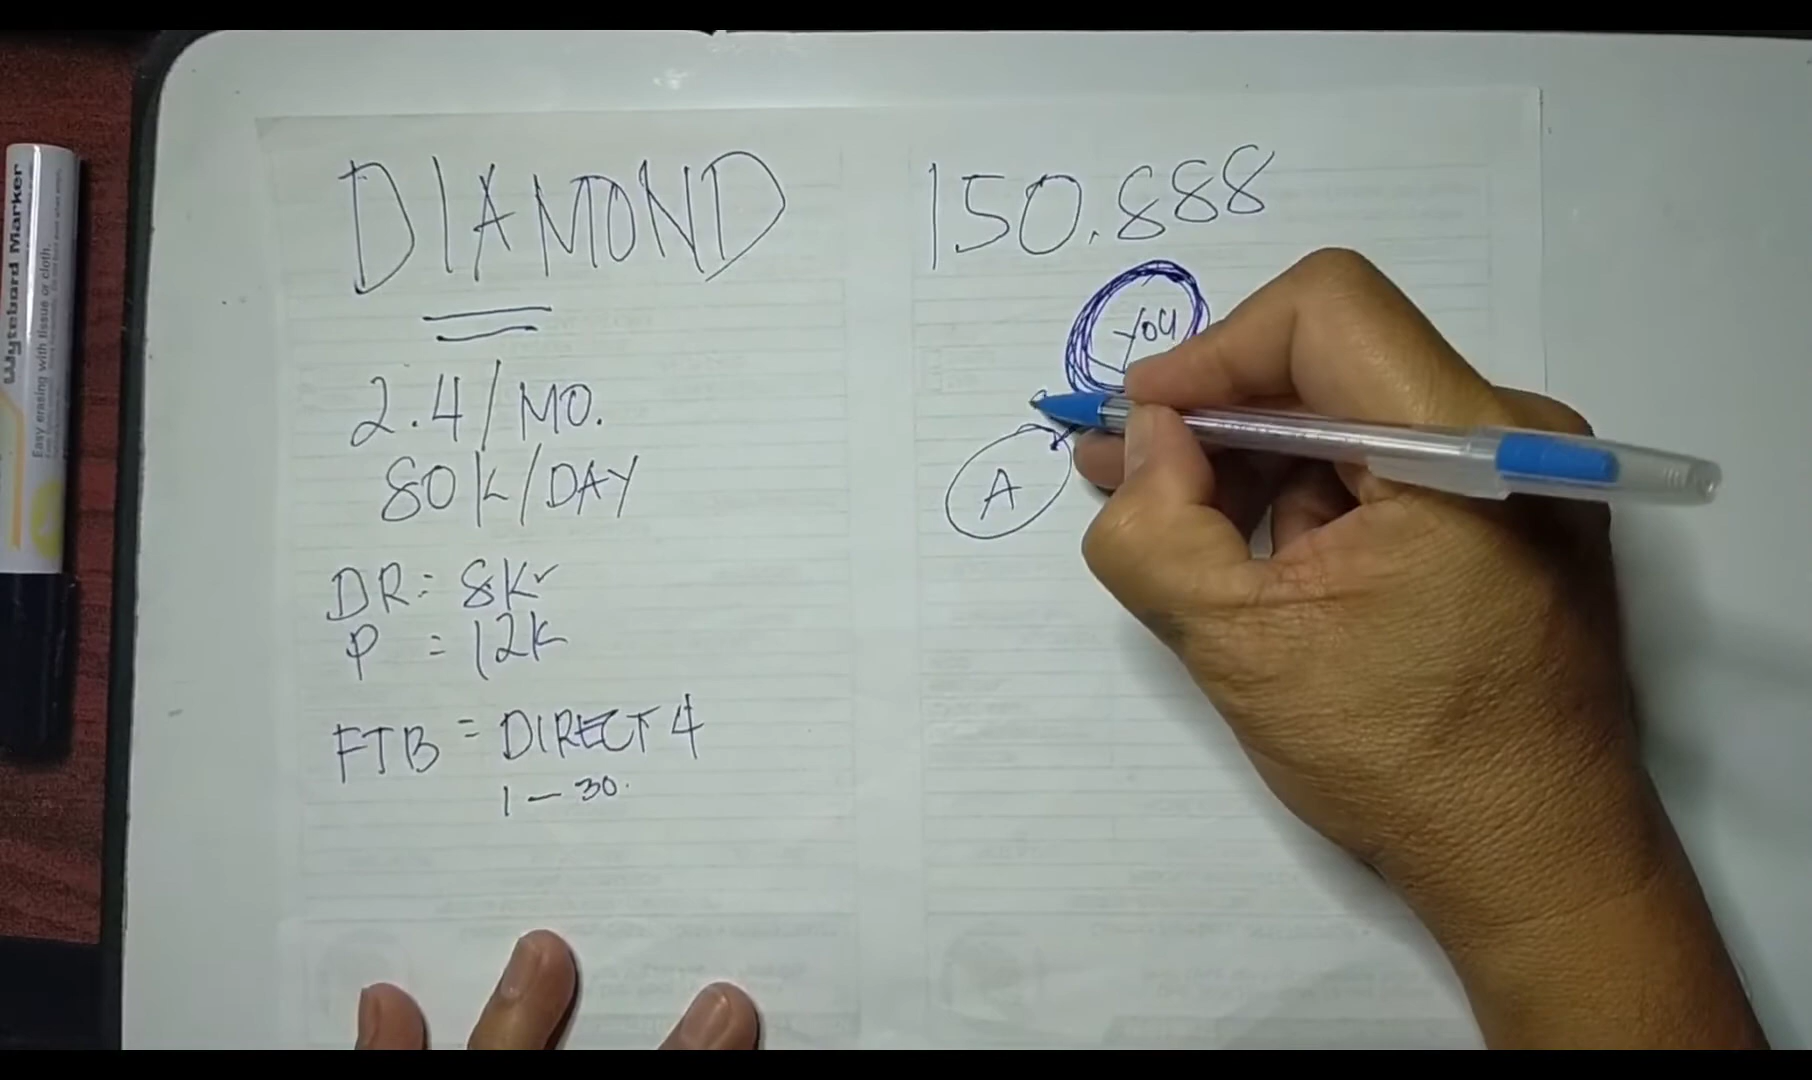 Wyteboard Marker
Easy erasing with tissue or cloth.
DIAMOND
2.4/MO.
80K/DAY
DR: 8K
P = 12K
FTB = DIRECT 4
1 - 30.
150.888
YOU
A